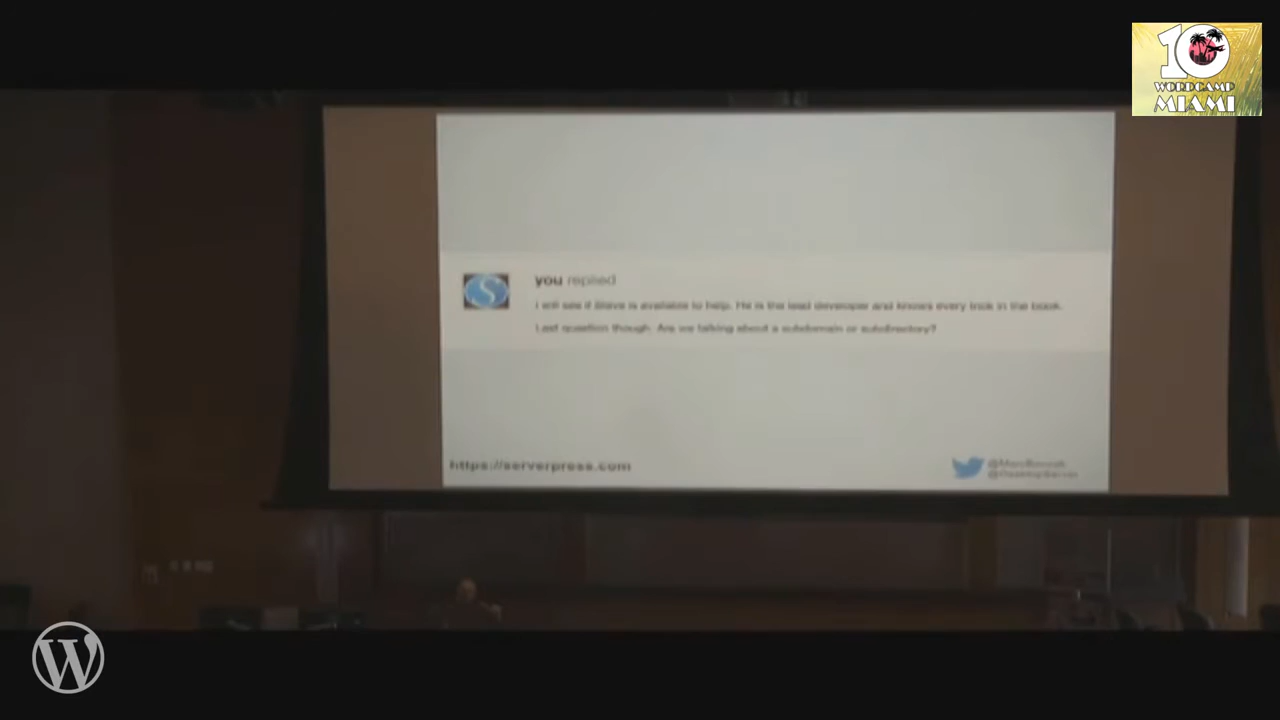 10
WORDCAMP
MIAMI
you replied
I will see if Steve is available to help. He is the lead developer and knows every trick in the book.
Last question though. Are we talking about a subdomain or subdirectory?
https://serverpress.com
@DesktopServer